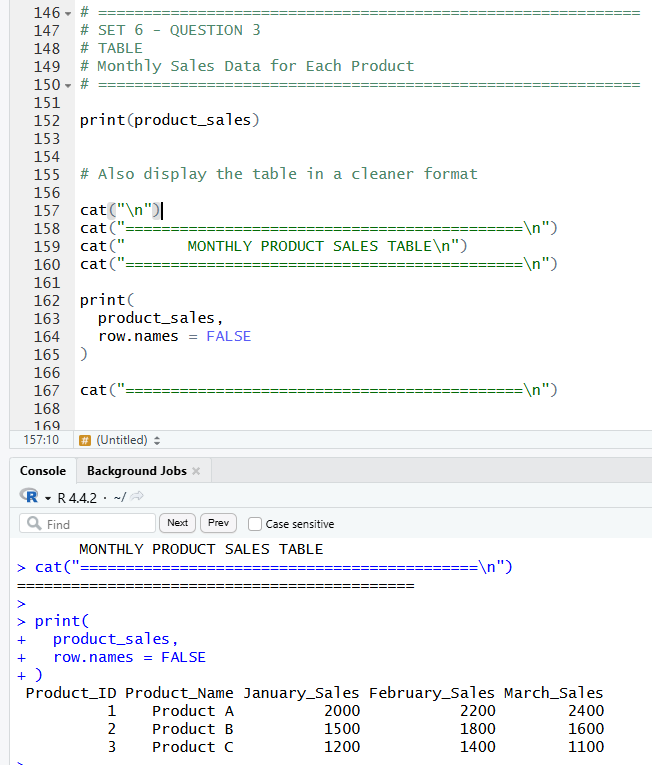 146 # ============================================================
147 # SET 6 - QUESTION 3
148 # TABLE
149 # Monthly Sales Data for Each Product
150 # ============================================================
151
152 print(product_sales)
153
154
155 # Also display the table in a cleaner format
156
157 cat("\n")
158 cat("============================================\n")
159 cat("       MONTHLY PRODUCT SALES TABLE\n")
160 cat("============================================\n")
161
162 print(
163   product_sales,
164   row.names = FALSE
165 )
166
167 cat("============================================\n")
168
169
157:10 # (Untitled)
Console Background Jobs
R R 4.4.2 · ~/
Find Next Prev Case sensitive
       MONTHLY PRODUCT SALES TABLE
> cat("============================================\n")
============================================
>
> print(
+   product_sales,
+   row.names = FALSE
+ )
 Product_ID Product_Name January_Sales February_Sales March_Sales
          1    Product A          2000           2200        2400
          2    Product B          1500           1800        1600
          3    Product C          1200           1400        1100
>